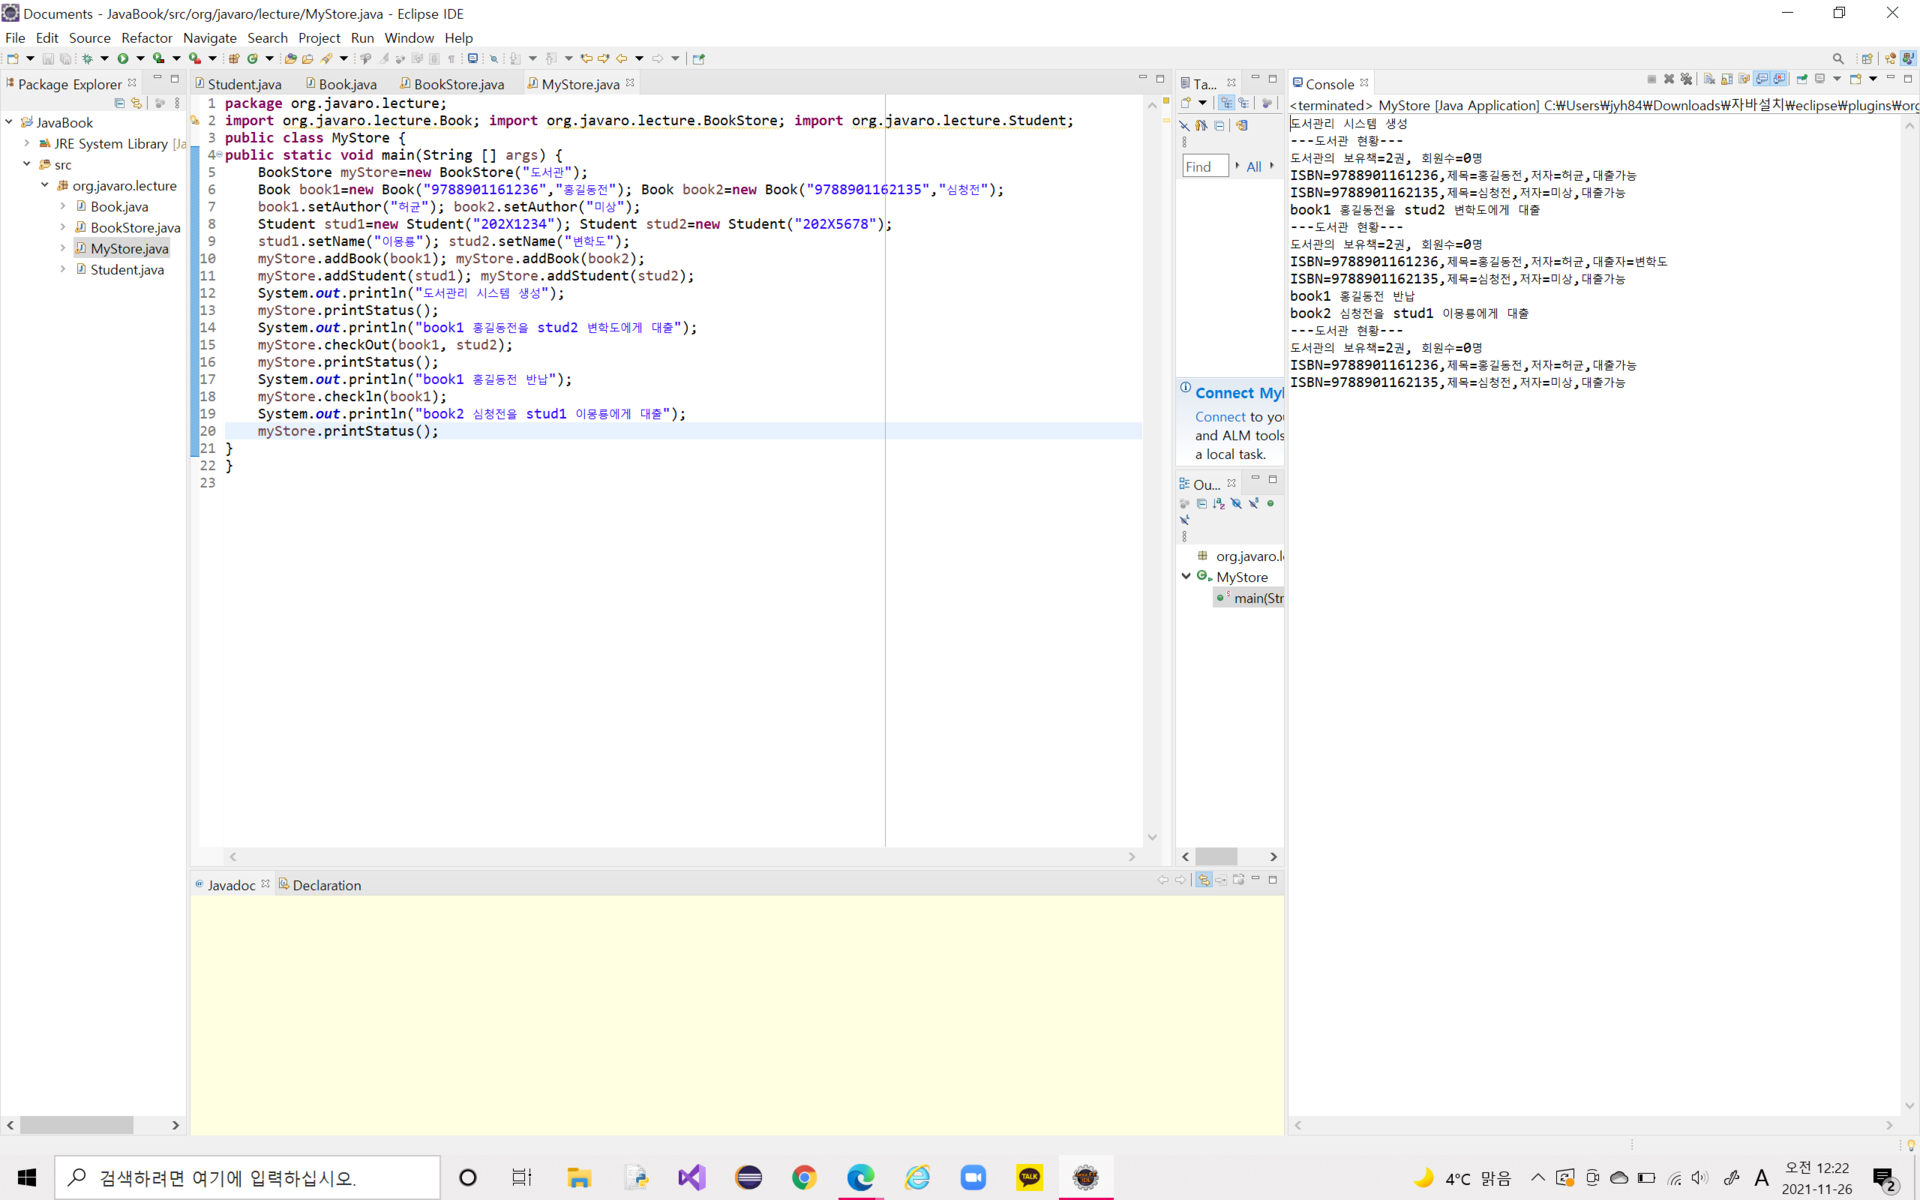 Documents - JavaBook/src/org/javaro/lecture/MyStore.java - Eclipse IDE
File Edit Source Refactor Navigate Search Project Run Window Help
Package Explorer
JavaBook
JRE System Library [Ja
src
org.javaro.lecture
Book.java
BookStore.java
MyStore.java
Student.java
Student.java Book.java BookStore.java MyStore.java
1 package org.javaro.lecture;
2 import org.javaro.lecture.Book; import org.javaro.lecture.BookStore; import org.javaro.lecture.Student;
3 public class MyStore {
4 public static void main(String [] args) {
5 BookStore myStore=new BookStore("도서관");
6 Book book1=new Book("9788901161236","홍길동전"); Book book2=new Book("9788901162135","심청전");
7 book1.setAuthor("허균"); book2.setAuthor("미상");
8 Student stud1=new Student("202X1234"); Student stud2=new Student("202X5678");
9 stud1.setName("이몽룡"); stud2.setName("변학도");
10 myStore.addBook(book1); myStore.addBook(book2);
11 myStore.addStudent(stud1); myStore.addStudent(stud2);
12 System.out.println("도서관리 시스템 생성");
13 myStore.printStatus();
14 System.out.println("book1 홍길동전을 stud2 변학도에게 대출");
15 myStore.checkOut(book1, stud2);
16 myStore.printStatus();
17 System.out.println("book1 홍길동전 반납");
18 myStore.checkln(book1);
19 System.out.println("book2 심청전을 stud1 이몽룡에게 대출");
20 myStore.printStatus();
21 }
22 }
23
Javadoc Declaration
Ta...
Find All
Connect Myl
Connect to you
and ALM tools
a local task.
Ou...
org.javaro.l
MyStore
main(Str
Console
<terminated> MyStore [Java Application] C:₩Users₩jyh84₩Downloads₩자바설치₩eclipse₩plugins₩org
도서관리 시스템 생성
---도서관 현황---
도서관의 보유책=2권, 회원수=0명
ISBN=9788901161236,제목=홍길동전,저자=허균,대출가능
ISBN=9788901162135,제목=심청전,저자=미상,대출가능
book1 홍길동전을 stud2 변학도에게 대출
---도서관 현황---
도서관의 보유책=2권, 회원수=0명
ISBN=9788901161236,제목=홍길동전,저자=허균,대출자=변학도
ISBN=9788901162135,제목=심청전,저자=미상,대출가능
book1 홍길동전 반납
book2 심청전을 stud1 이몽룡에게 대출
---도서관 현황---
도서관의 보유책=2권, 회원수=0명
ISBN=9788901161236,제목=홍길동전,저자=허균,대출가능
ISBN=9788901162135,제목=심청전,저자=미상,대출가능
검색하려면 여기에 입력하십시오.
TALK
4°C 맑음
A
오전 12:22
2021-11-26
2